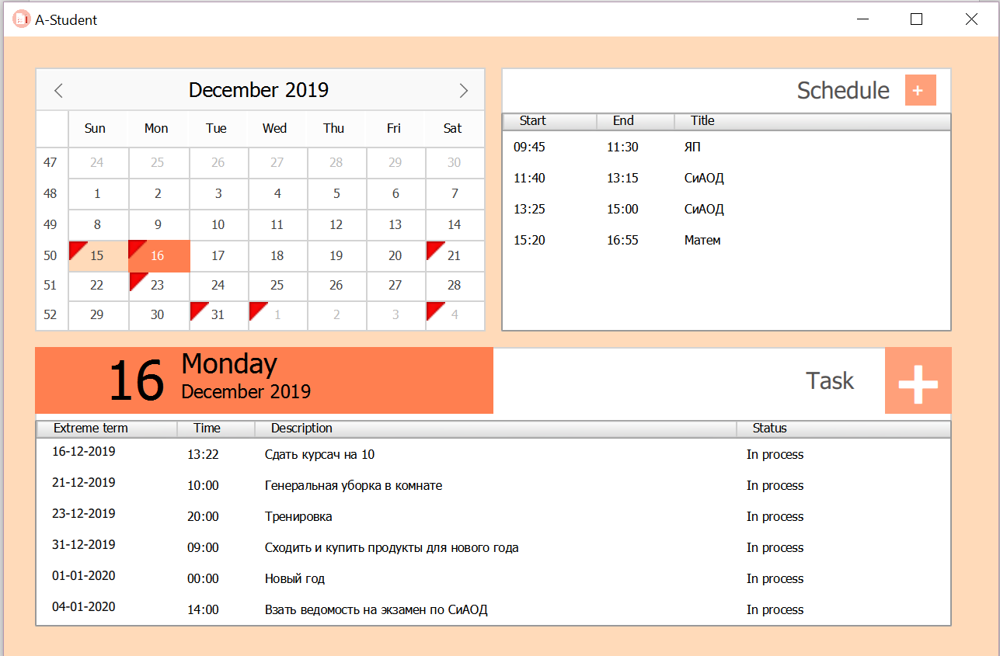 A-Student
December 2019
Sun Mon Tue Wed Thu Fri Sat
47 24 25 26 27 28 29 30
48 1 2 3 4 5 6 7
49 8 9 10 11 12 13 14
50 15 16 17 18 19 20 21
51 22 23 24 25 26 27 28
52 29 30 31 1 2 3 4
Schedule +
Start End Title
09:45 11:30 ЯП
11:40 13:15 СиАОД
13:25 15:00 СиАОД
15:20 16:55 Матем
16 Monday
December 2019
Task +
Extreme term Time Description Status
16-12-2019 13:22 Сдать курсач на 10 In process
21-12-2019 10:00 Генеральная уборка в комнате In process
23-12-2019 20:00 Тренировка In process
31-12-2019 09:00 Сходить и купить продукты для нового года In process
01-01-2020 00:00 Новый год In process
04-01-2020 14:00 Взать ведомость на экзамен по СиАОД In process